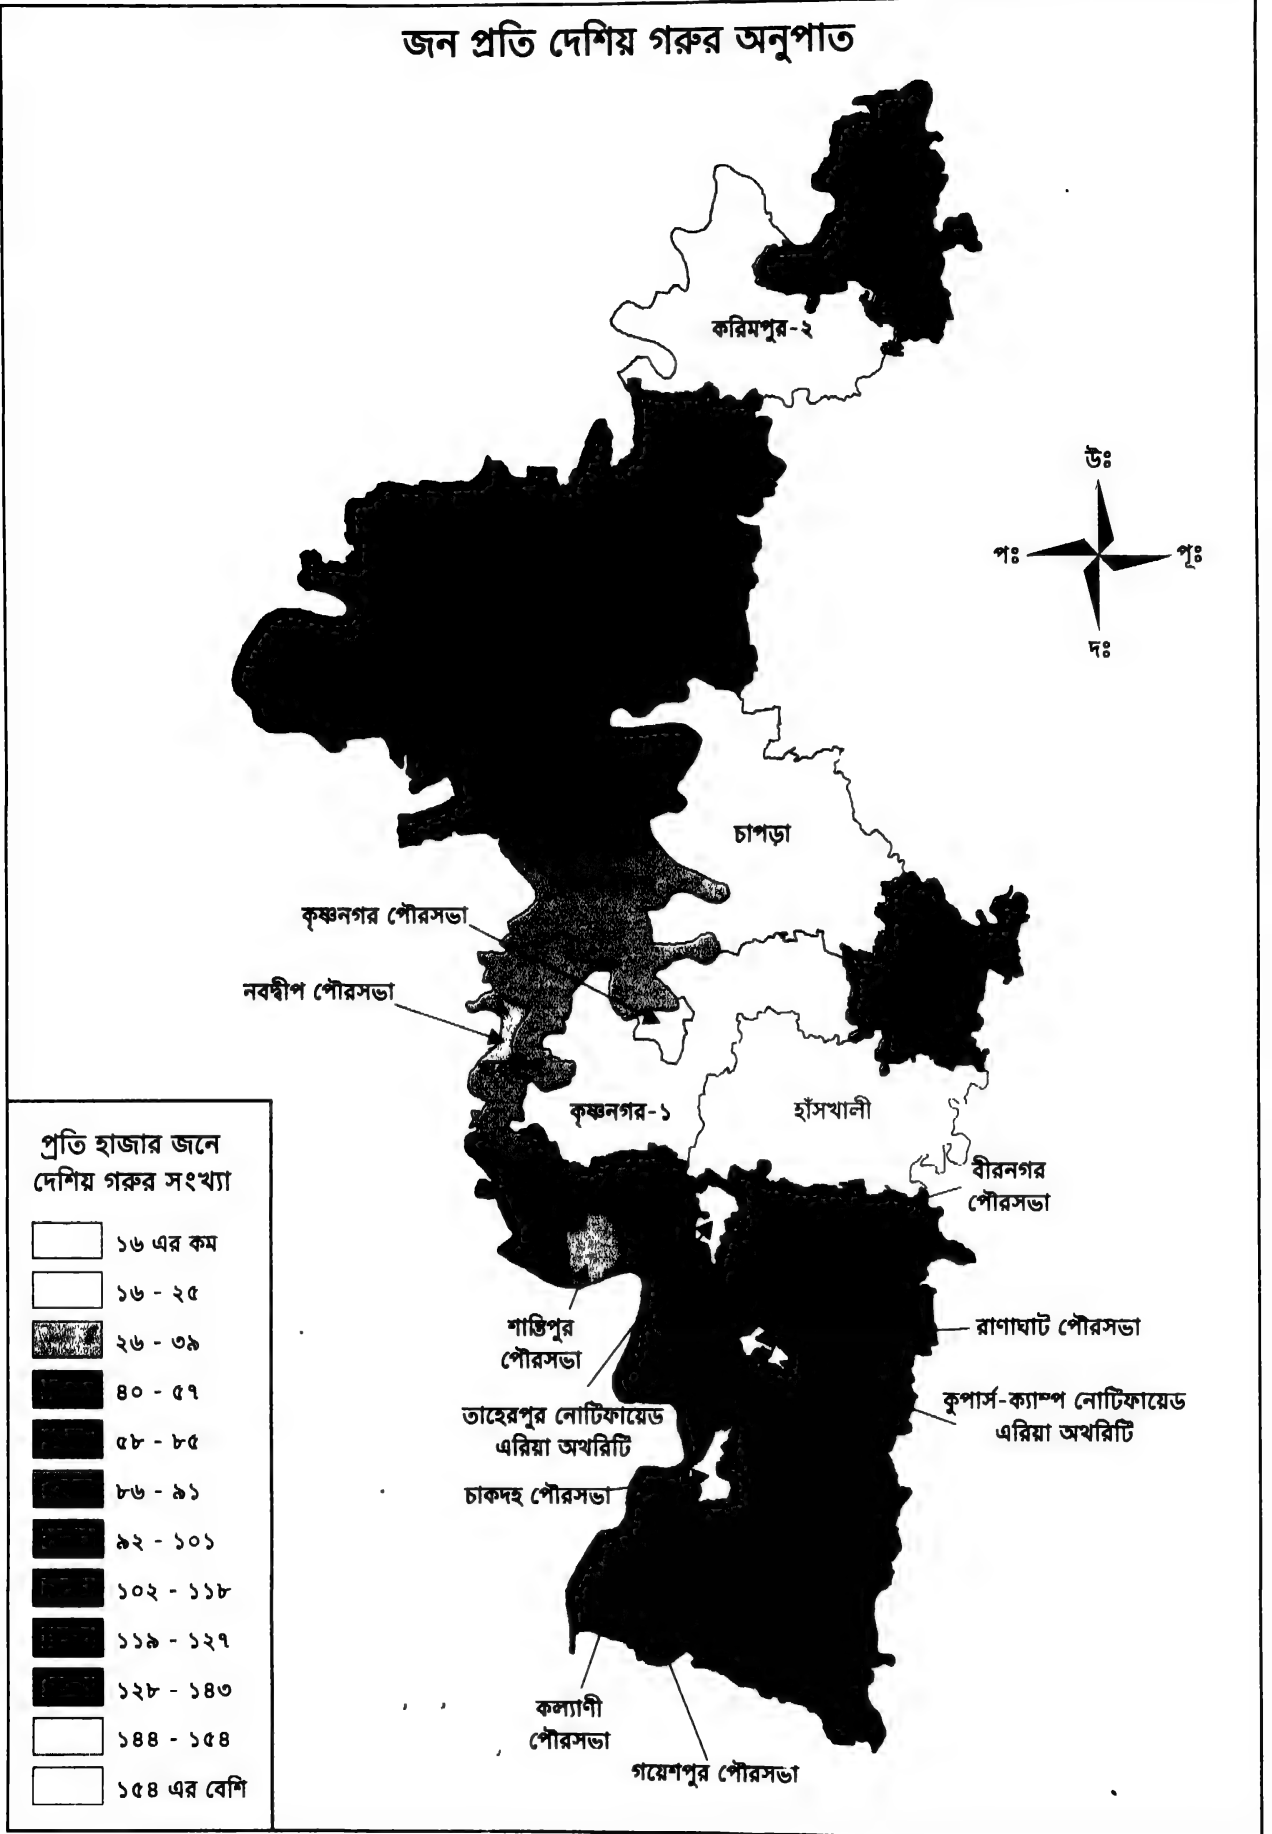 জন প্রতি দেশিয় গরুর অনুপাত
করিমপুর-২
উঃ
পঃ
পূঃ
দঃ
চাপড়া
কৃষ্ণনগর পৌরসভা
নবদ্বীপ পৌরসভা
কৃষ্ণনগর-১
হাঁসখালী
বীরনগর
পৌরসভা
শান্তিপুর
পৌরসভা
রাণাঘাট পৌরসভা
তাহেরপুর নোটিফায়েড
এরিয়া অথরিটি
কুপার্স-ক্যাম্প নোটিফায়েড
এরিয়া অথরিটি
চাকদহ পৌরসভা
কল্যাণী
পৌরসভা
গয়েশপুর পৌরসভা
প্রতি হাজার জনে
দেশিয় গরুর সংখ্যা
১৬ এর কম
১৬ - ২৫
২৬ - ৩৯
৪০ - ৫৭
৫৮ - ৮৫
৮৬ - ৯১
৯২ - ১০১
১০২ - ১১৮
১১৯ - ১২৭
১২৮ - ১৪৩
১৪৪ - ১৫৪
১৫৪ এর বেশি